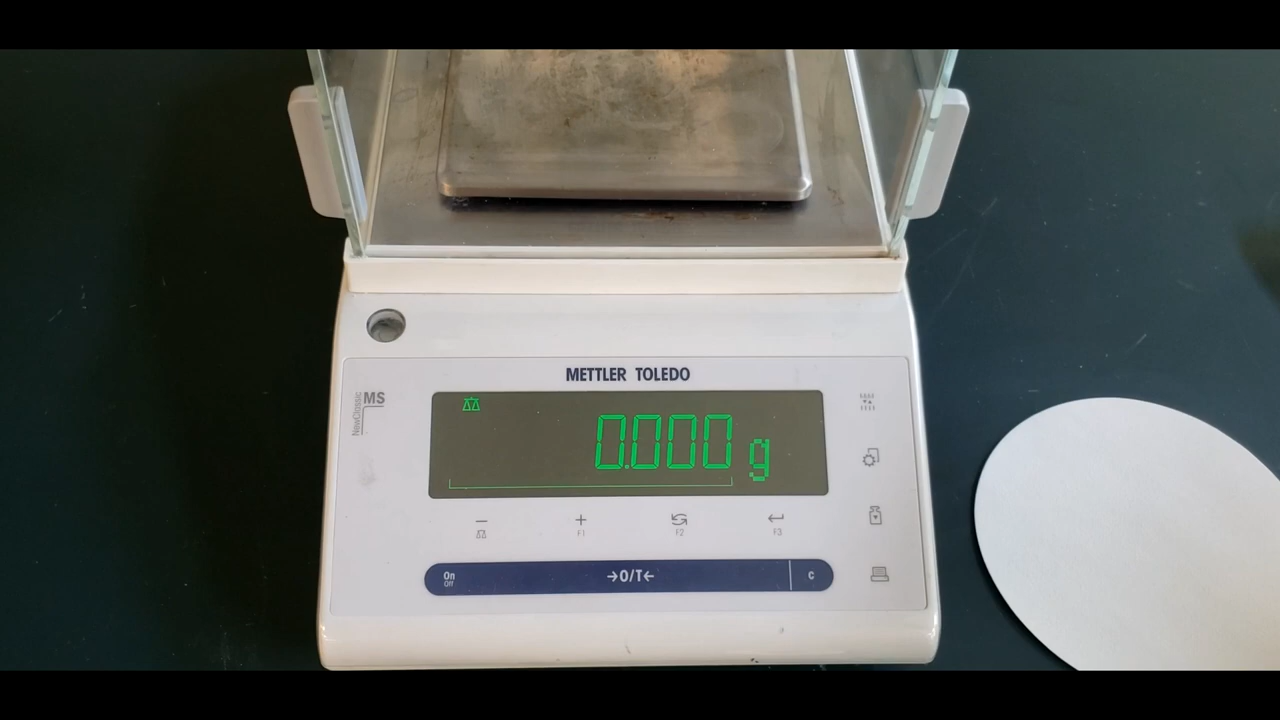 METTLER TOLEDO
NewClassic
MS
0.000 g
F1
F2
F3
On
Off
→0/T←
C